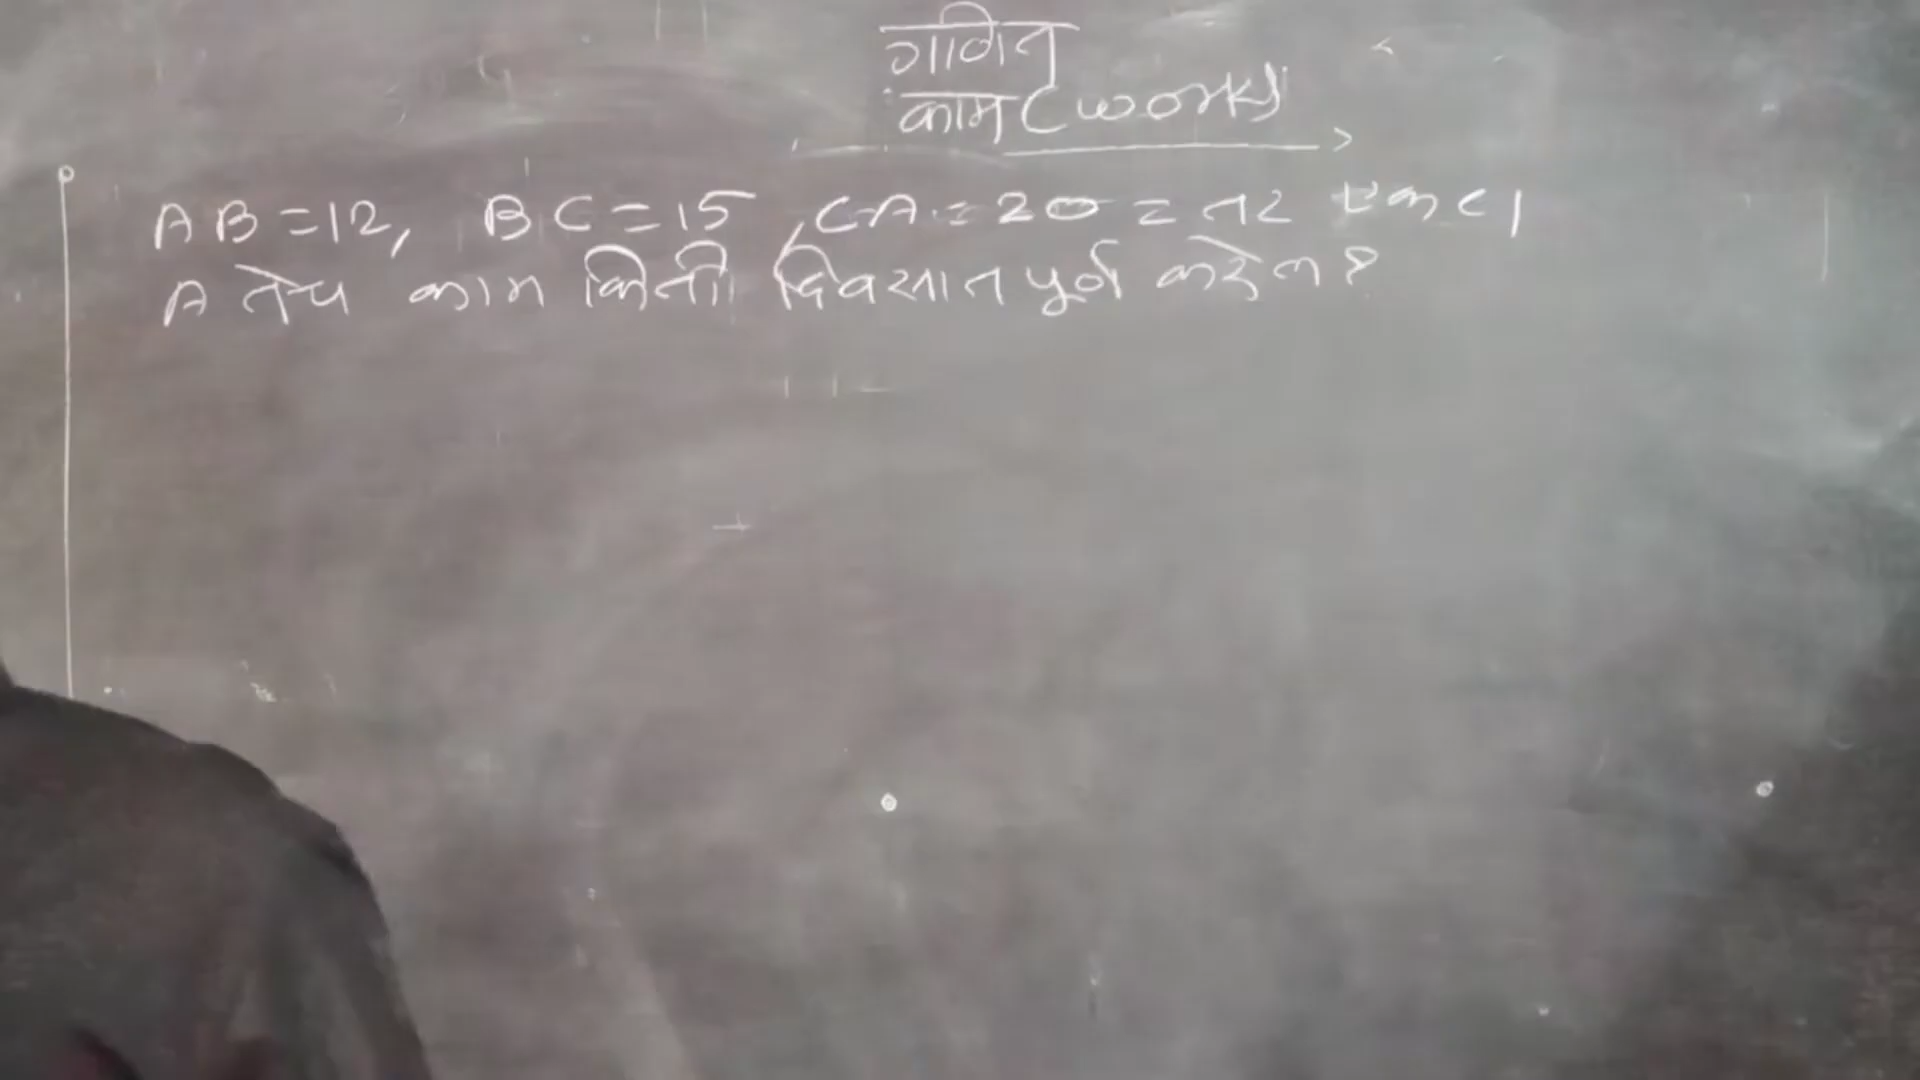 गणित
काम (work)
AB=12, BC=15, CA=20 = तर एकटा
A तेच काम किती दिवसात पूर्ण करेल?